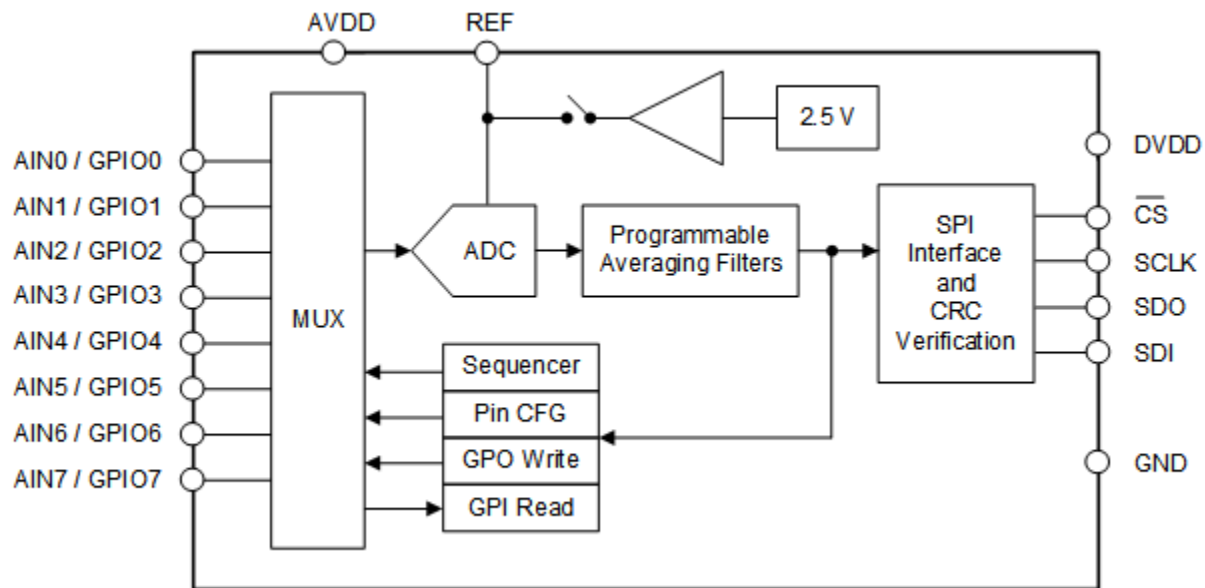 AVDD
REF
2.5 V
AIN0 / GPIO0
AIN1 / GPIO1
AIN2 / GPIO2
AIN3 / GPIO3
AIN4 / GPIO4
AIN5 / GPIO5
AIN6 / GPIO6
AIN7 / GPIO7
MUX
ADC
Programmable
Averaging Filters
Sequencer
Pin CFG
GPO Write
GPI Read
SPI
Interface
and
CRC
Verification
DVDD
C̅S̅
SCLK
SDO
SDI
GND